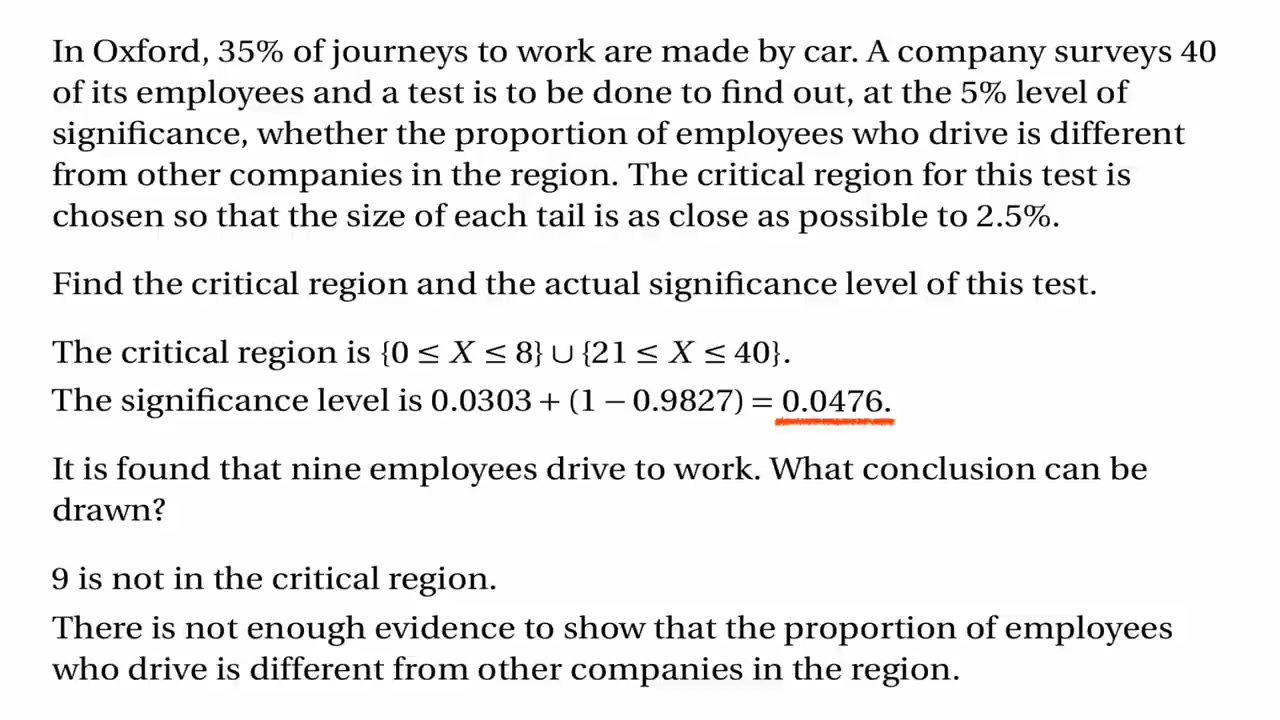 In Oxford, 35% of journeys to work are made by car. A company surveys 40
of its employees and a test is to be done to find out, at the 5% level of
significance, whether the proportion of employees who drive is different
from other companies in the region. The critical region for this test is
chosen so that the size of each tail is as close as possible to 2.5%.
Find the critical region and the actual significance level of this test.
The critical region is {0 ≤ X ≤ 8} ∪ {21 ≤ X ≤ 40}.
The significance level is 0.0303 + (1 − 0.9827) = 0.0476.
It is found that nine employees drive to work. What conclusion can be
drawn?
9 is not in the critical region.
There is not enough evidence to show that the proportion of employees
who drive is different from other companies in the region.